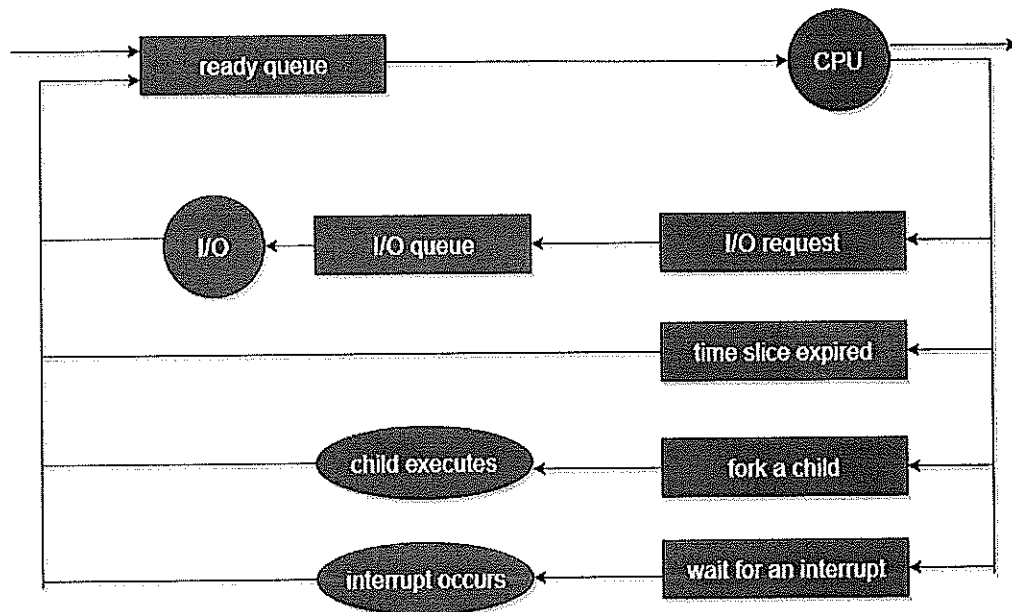 ready queue
CPU
I/O
I/O queue
I/O request
time slice expired
child executes
fork a child
interrupt occurs
wait for an interrupt